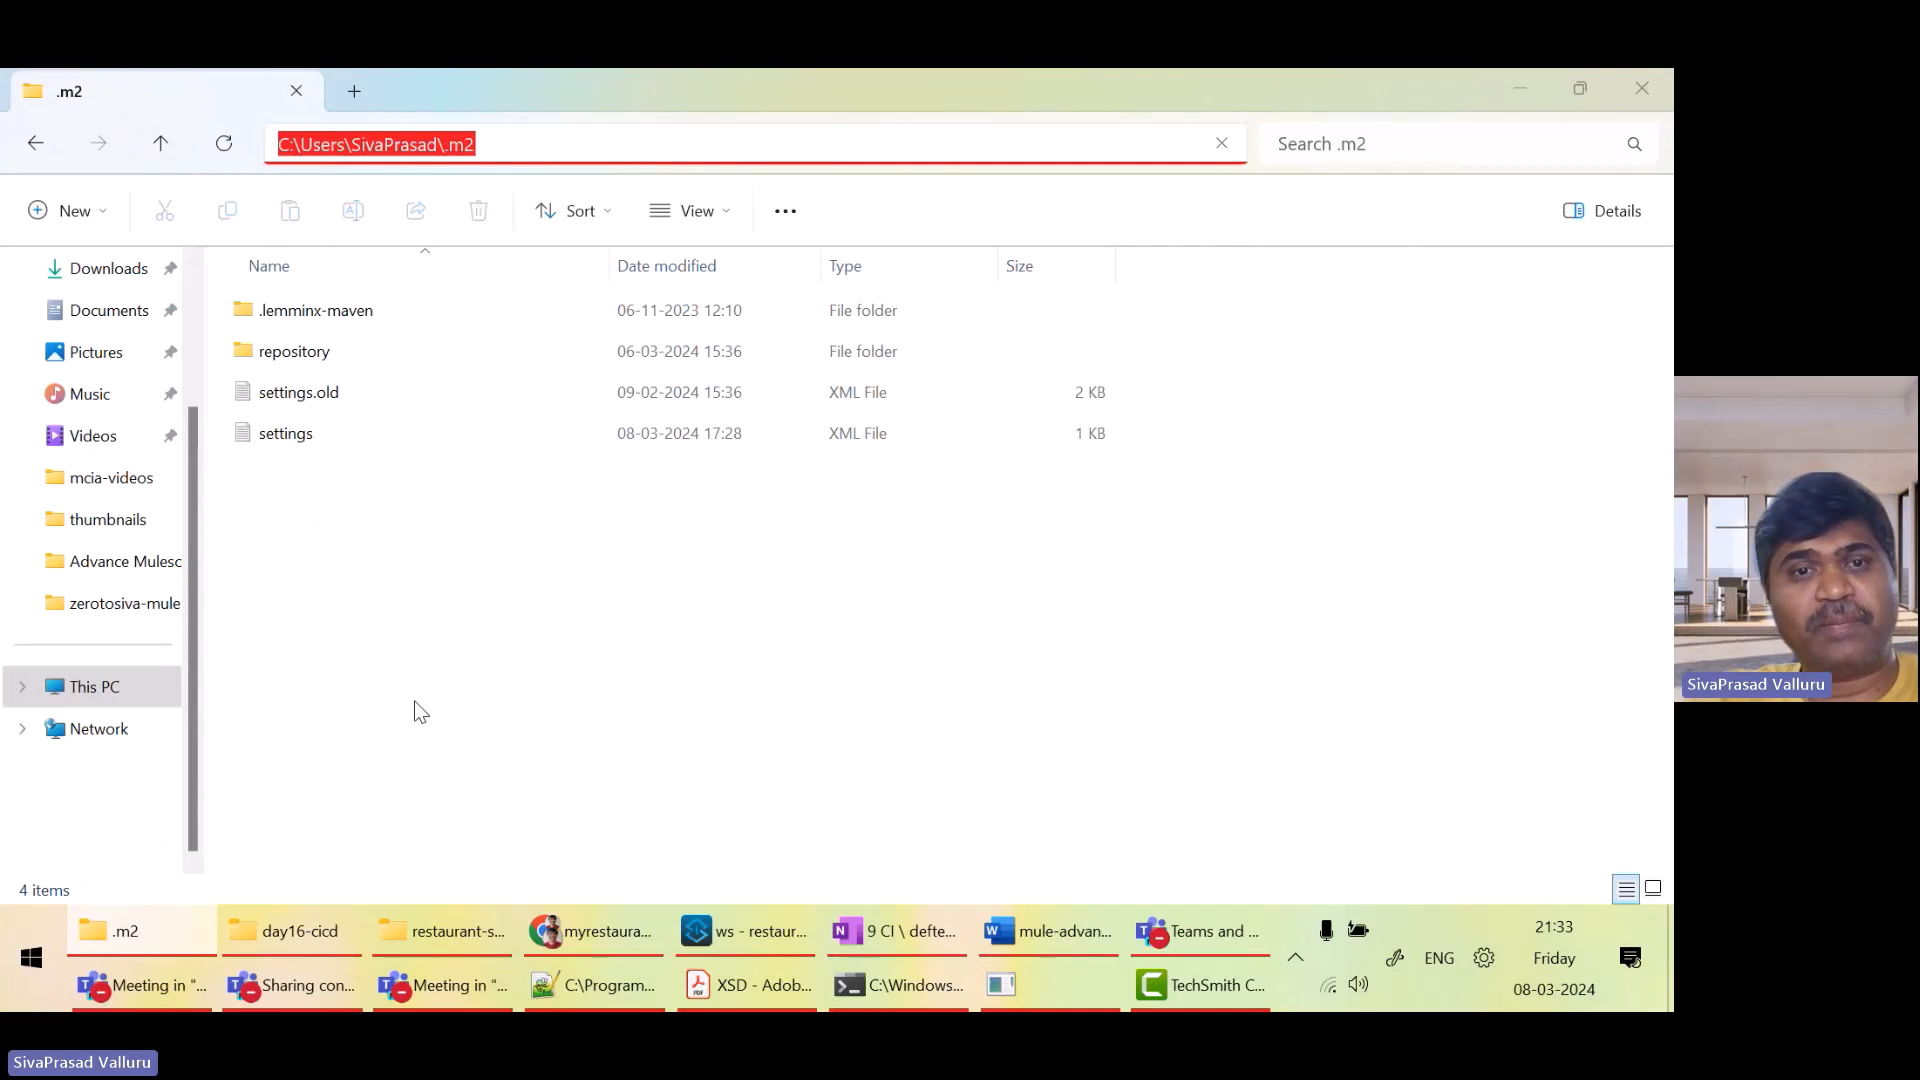 .m2
C:\Users\SivaPrasad\.m2
Search .m2
New
Sort
View
Details
Name
Date modified
Type
Size
Downloads
Documents
Pictures
Music
Videos
mcia-videos
thumbnails
Advance Mulesc
zerotosiva-mule
This PC
Network
.lemminx-maven 06-11-2023 12:10 File folder
repository 06-03-2024 15:36 File folder
settings.old 09-02-2024 15:36 XML File 2 KB
settings 08-03-2024 17:28 XML File 1 KB
4 items
.m2
day16-cicd
restaurant-s...
myrestaura...
ws - restaur...
9 CI \ defte...
mule-advan...
Teams and ...
Meeting in "...
Sharing con...
Meeting in "...
C:\Program...
XSD - Adob...
C:\Windows...
TechSmith C...
ENG
21:33
Friday
08-03-2024
SivaPrasad Valluru
SivaPrasad Valluru